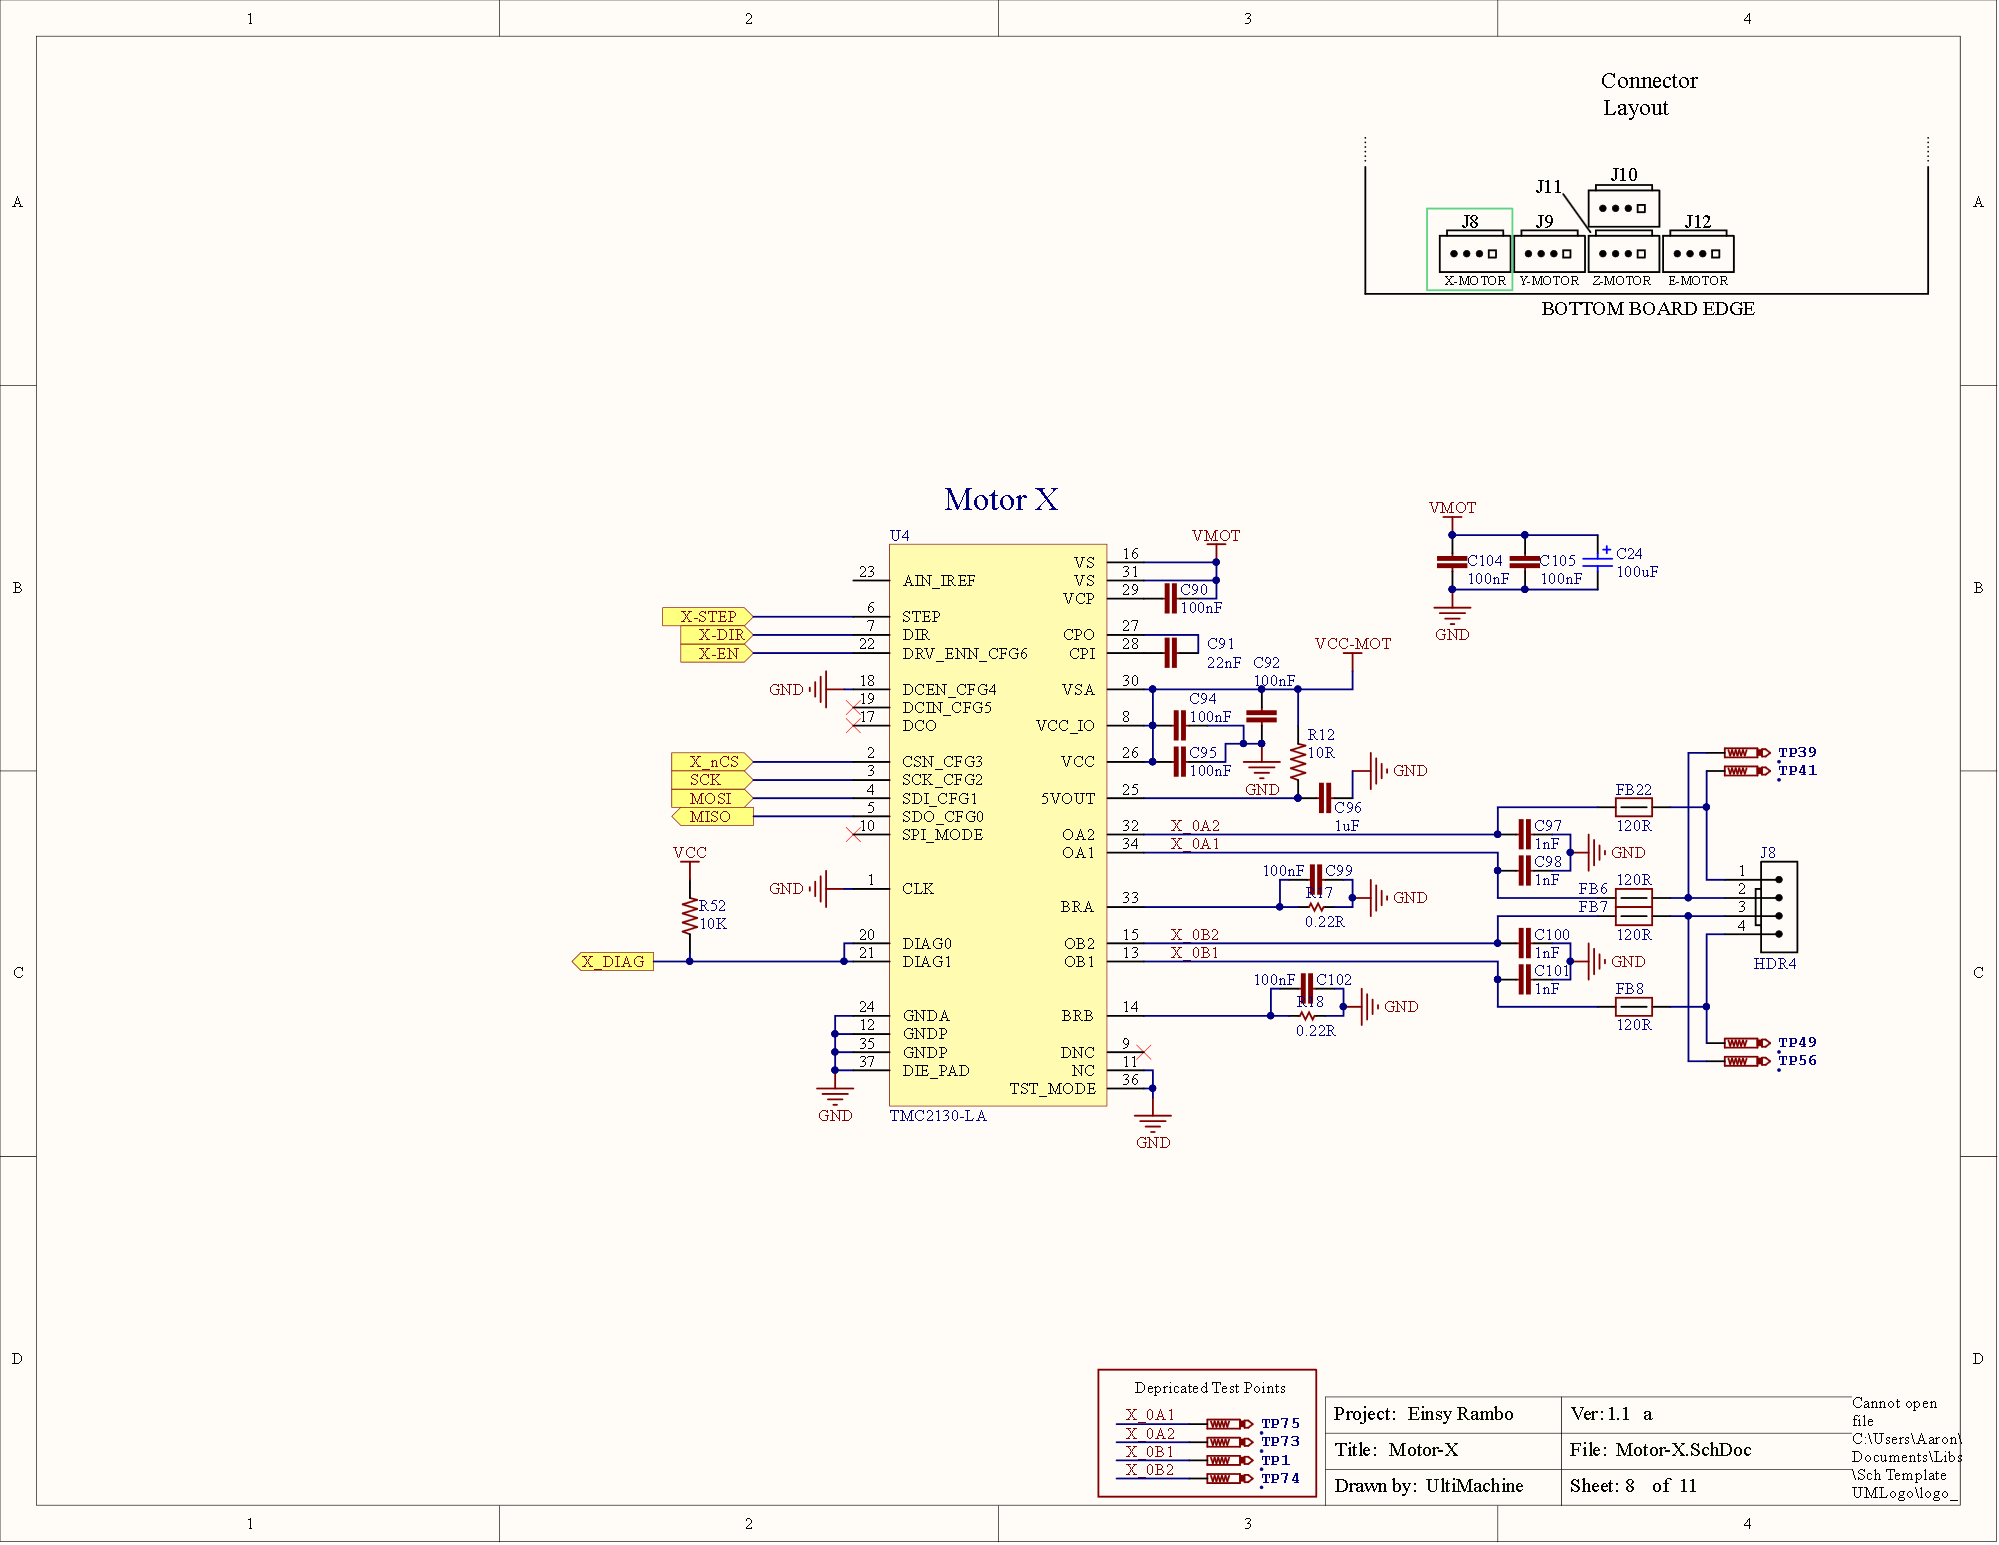 1 2 3 4
Connector
Layout
A A
J10
J11
J8 J9 J12
X-MOTOR Y-MOTOR Z-MOTOR E-MOTOR
BOTTOM BOARD EDGE
Motor X
VMOT
C104
100nF
C105
100nF
C24
100uF
GND
B B
U4
VMOT
23 AIN_IREF
X-STEP 6 STEP
X-DIR 7 DIR
X-EN 22 DRV_ENN_CFG6
GND 18 DCEN_CFG4
19 DCIN_CFG5
17 DCO
X_nCS 2 CSN_CFG3
SCK 3 SCK_CFG2
MOSI 4 SDI_CFG1
MISO 5 SDO_CFG0
10 SPI_MODE
VCC
GND 1 CLK
R52
10K
20 DIAG0
X_DIAG 21 DIAG1
24 GNDA
12 GNDP
35 GNDP
37 DIE_PAD
GND
TMC2130-LA
VS 16
VS 31
VCP 29
C90
100nF
CPO 27
CPI 28
C91
22nF
VCC-MOT
C92
100nF
VSA 30
C94
100nF
VCC_IO 8
C95
100nF
VCC 26
GND
R12
10R
GND
5VOUT 25
C96
1uF
OA2 32 X_0A2
OA1 34 X_0A1
100nF C99
R17
0.22R
GND
BRA 33
OB2 15 X_0B2
OB1 13 X_0B1
100nF C102
R18
0.22R
GND
BRB 14
DNC 9
NC 11
TST_MODE 36
GND
TP39
TP41
FB22
120R
C97
1nF
C98
1nF
GND
J8
1
2
3
4
HDR4
120R
FB6
FB7
120R
C100
1nF
C101
1nF
GND
FB8
120R
TP49
TP56
C C
D D
Depricated Test Points
X_0A1 TP75
X_0A2 TP73
X_0B1 TP1
X_0B2 TP74
Project: Einsy Rambo Ver:1.1 a
Title: Motor-X File: Motor-X.SchDoc
Drawn by: UltiMachine Sheet: 8 of 11
Cannot open
file
C:\Users\Aaron\
Documents\Libs
\Sch Template
UMLogo\logo_
1 2 3 4